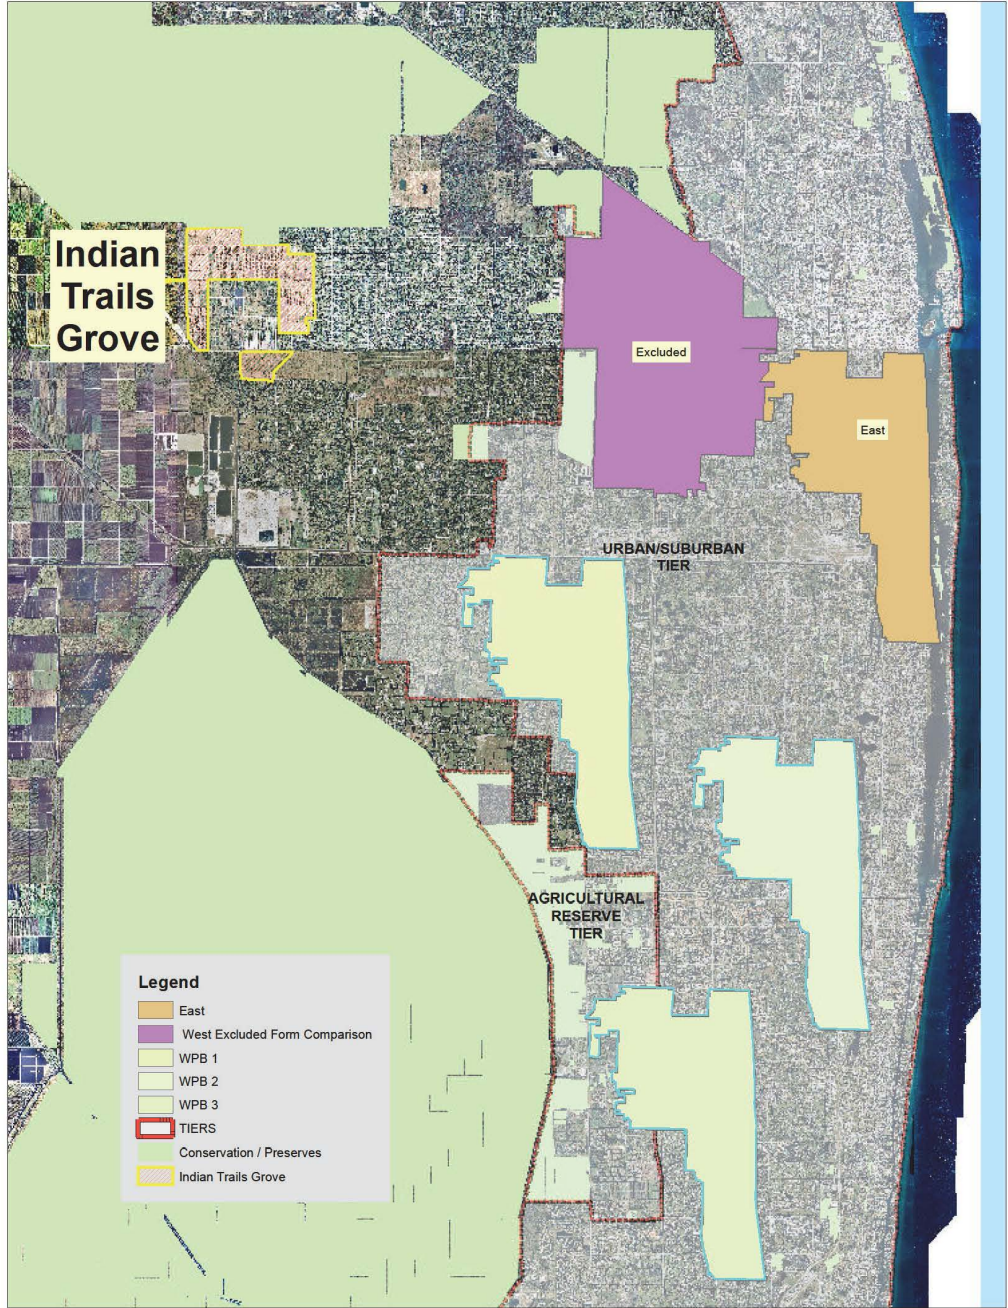 Indian
Trails
Grove
Excluded
East
URBAN/SUBURBAN
TIER
AGRICULTURAL
RESERVE
TIER
Legend
East
West Excluded Form Comparison
WPB 1
WPB 2
WPB 3
TIERS
Conservation / Preserves
Indian Trails Grove